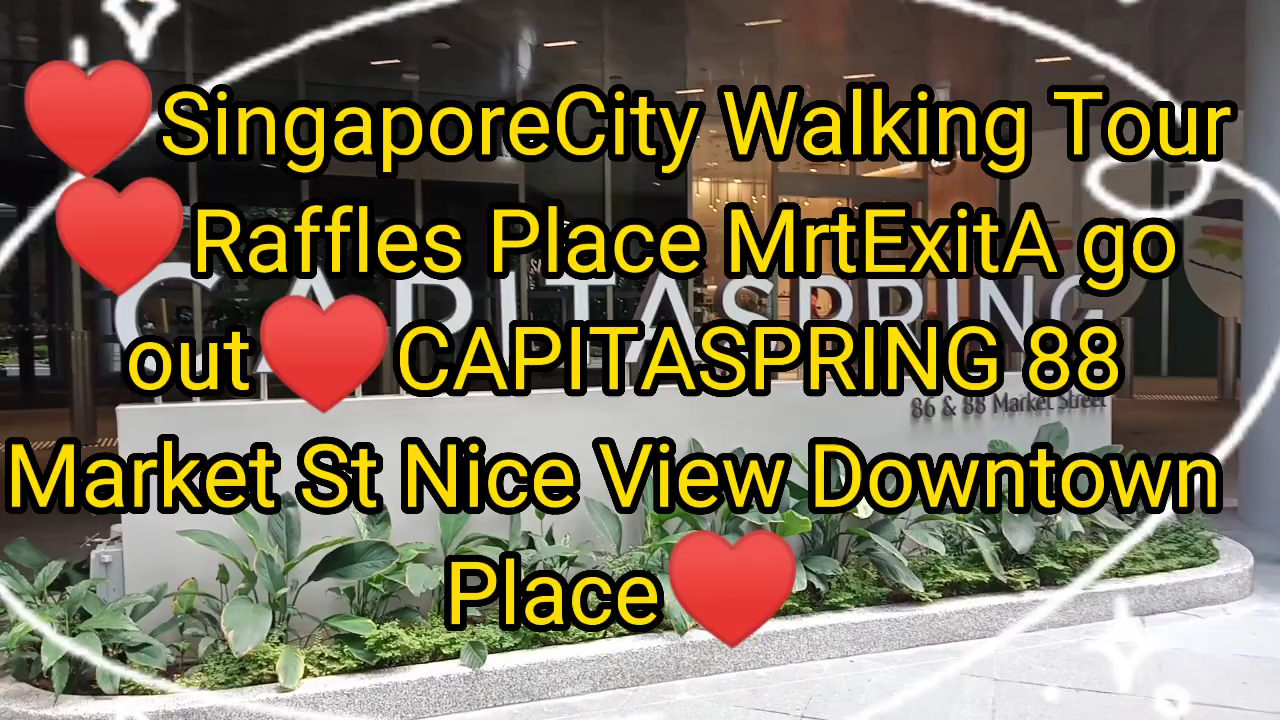 ♥️SingaporeCity Walking Tour
♥️Raffles Place MrtExitA go
out♥️CAPITASPRING 88
Market St Nice View Downtown
Place♥️
CAPITASPRING
86 & 88 Market Street